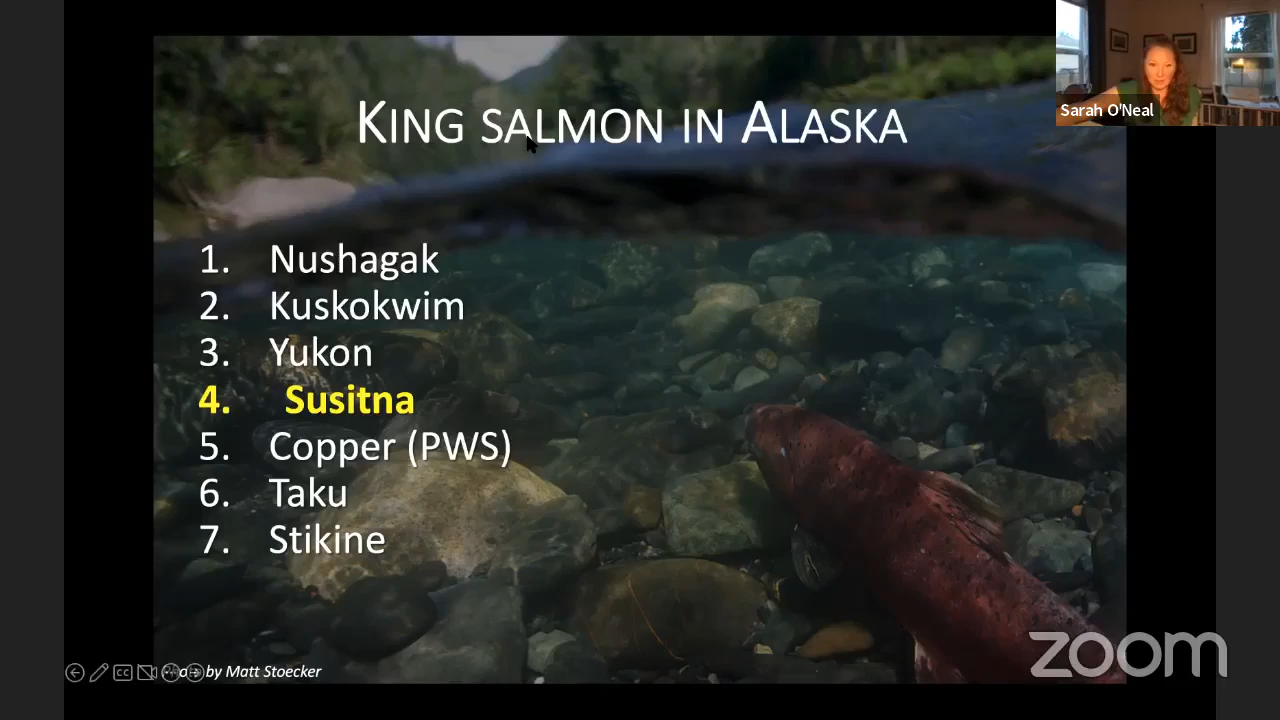 King salmon in Alaska
Sarah O'Neal
1. Nushagak
2. Kuskokwim
3. Yukon
4. Susitna
5. Copper (PWS)
6. Taku
7. Stikine
by Matt Stoecker
CC
zoom